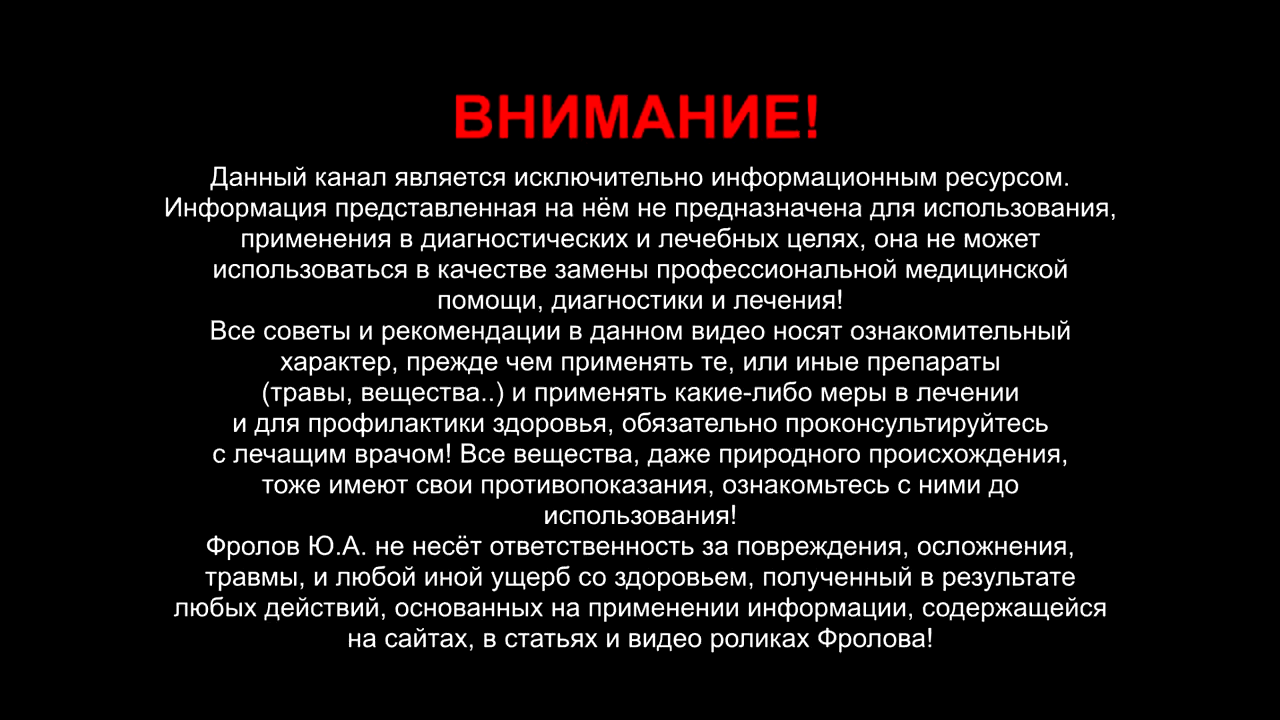 ВНИМАНИЕ!
Данный канал является исключительно информационным ресурсом.
Информация представленная на нём не предназначена для использования,
применения в диагностических и лечебных целях, она не может
использоваться в качестве замены профессиональной медицинской
помощи, диагностики и лечения!
Все советы и рекомендации в данном видео носят ознакомительный
характер, прежде чем применять те, или иные препараты
(травы, вещества..) и применять какие-либо меры в лечении
и для профилактики здоровья, обязательно проконсультируйтесь
с лечащим врачом! Все вещества, даже природного происхождения,
тоже имеют свои противопоказания, ознакомьтесь с ними до
использования!
Фролов Ю.А. не несёт ответственность за повреждения, осложнения,
травмы, и любой иной ущерб со здоровьем, полученный в результате
любых действий, основанных на применении информации, содержащейся
на сайтах, в статьях и видео роликах Фролова!